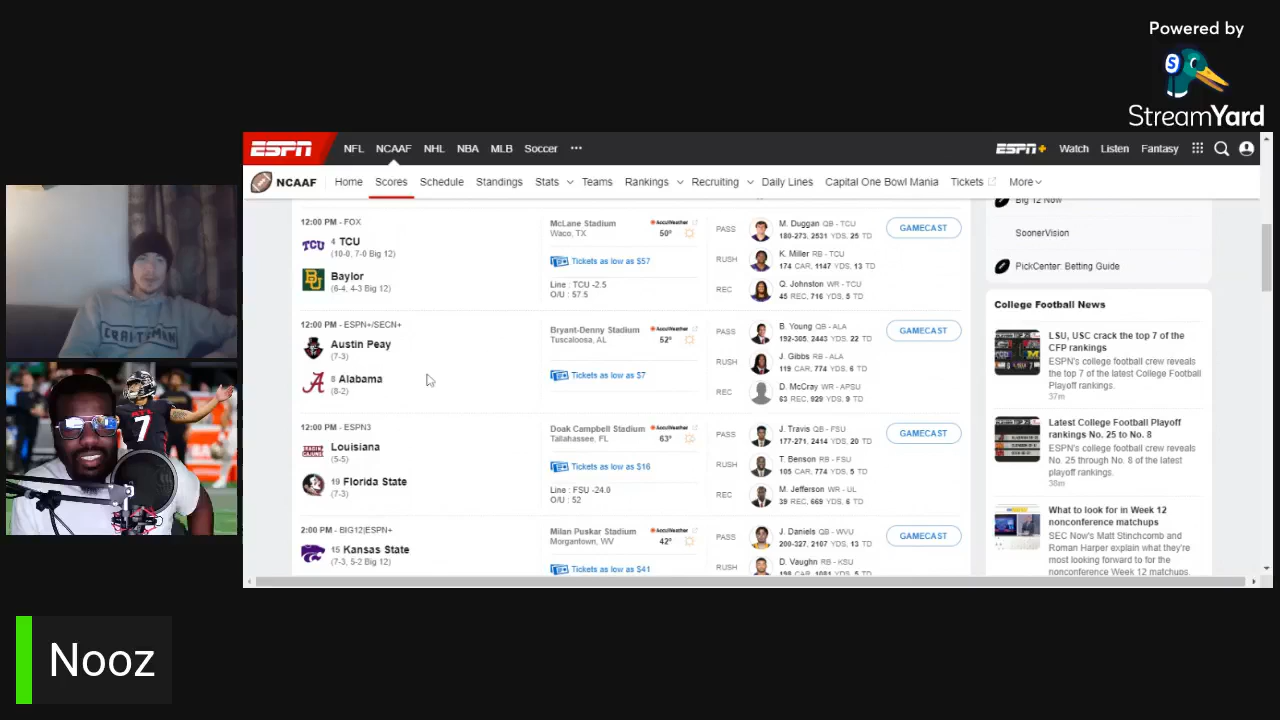 Powered by
StreamYard
ESPN NFL NCAAF NHL NBA MLB Soccer ••• ESPN+ Watch Listen Fantasy
NCAAF Home Scores Schedule Standings Stats Teams Rankings Recruiting Daily Lines Capital One Bowl Mania Tickets More
Big 12 Now
SoonerVision
PickCenter: Betting Guide
12:00 PM - FOX
TCU 4 TCU
(10-0, 7-0 Big 12)
Baylor
(6-4, 4-3 Big 12)
McLane Stadium AccuWeather
Waco, TX 50°
Tickets as low as $57
Line : TCU -2.5
O/U : 57.5
PASS M. Duggan QB - TCU
180-273, 2531 YDS, 25 TD
RUSH K. Miller RB - TCU
174 CAR, 1147 YDS, 13 TD
REC Q. Johnston WR - TCU
45 REC, 716 YDS, 5 TD
GAMECAST
12:00 PM - ESPN+/SECN+
Austin Peay
(7-3)
8 Alabama
(8-2)
Bryant-Denny Stadium AccuWeather
Tuscaloosa, AL 52°
Tickets as low as $7
PASS B. Young QB - ALA
192-305, 2443 YDS, 22 TD
RUSH J. Gibbs RB - ALA
119 CAR, 774 YDS, 6 TD
REC D. McCray WR - APSU
63 REC, 929 YDS, 9 TD
GAMECAST
12:00 PM - ESPN3
Louisiana
(5-5)
19 Florida State
(7-3)
Doak Campbell Stadium AccuWeather
Tallahassee, FL 63°
Tickets as low as $16
Line : FSU -24.0
O/U : 52
PASS J. Travis QB - FSU
177-271, 2414 YDS, 20 TD
RUSH T. Benson RB - FSU
105 CAR, 774 YDS, 5 TD
REC M. Jefferson WR - UL
39 REC, 669 YDS, 6 TD
GAMECAST
2:00 PM - BIG12|ESPN+
15 Kansas State
(7-3, 5-2 Big 12)
Milan Puskar Stadium AccuWeather
Morgantown, WV 42°
Tickets as low as $41
PASS J. Daniels QB - WVU
200-327, 2107 YDS, 13 TD
RUSH D. Vaughn RB - KSU
GAMECAST
College Football News
LSU, USC crack the top 7 of the
CFP rankings
ESPN's college football crew reveals
the top 7 of the latest College Football
Playoff rankings.
37m
Latest College Football Playoff
rankings No. 25 to No. 8
ESPN's college football crew reveals
No. 25 through No. 8 of the latest
playoff rankings.
38m
What to look for in Week 12
nonconference matchups
SEC Now's Matt Stinchcomb and
Roman Harper explain what they're
most looking forward to for the
nonconference Week 12 matchups.
CRAFTSMAN
7
Nooz